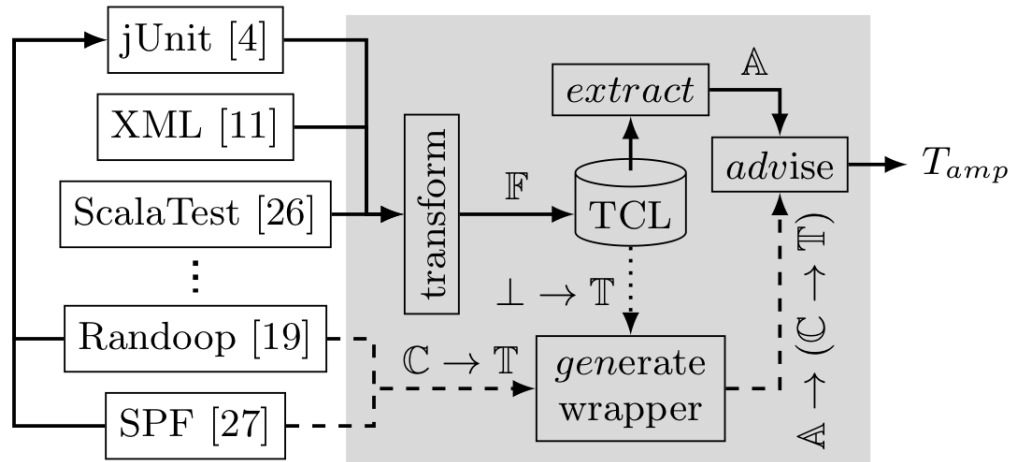 jUnit [4]
XML [11]
ScalaTest [26]
⋮
Randoop [19]
SPF [27]
transform
𝔽
TCL
extract
𝔸
advise
T_amp
⊥ → 𝕋
ℂ → 𝕋
generate
wrapper
𝔸 → (ℂ → 𝕋)